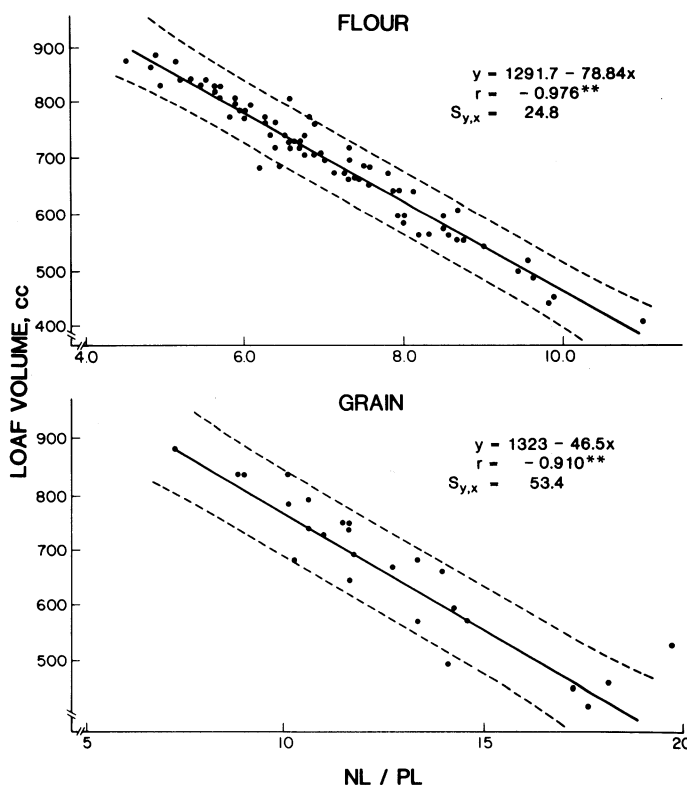 FLOUR
y = 1291.7 – 78.84x
r = – 0.976**
Sy,x = 24.8
900
800
700
600
500
400
4.0
6.0
8.0
10.0
LOAF VOLUME, cc
GRAIN
y = 1323 – 46.5x
r = – 0.910**
Sy,x = 53.4
900
800
700
600
500
5
10
15
20
NL / PL